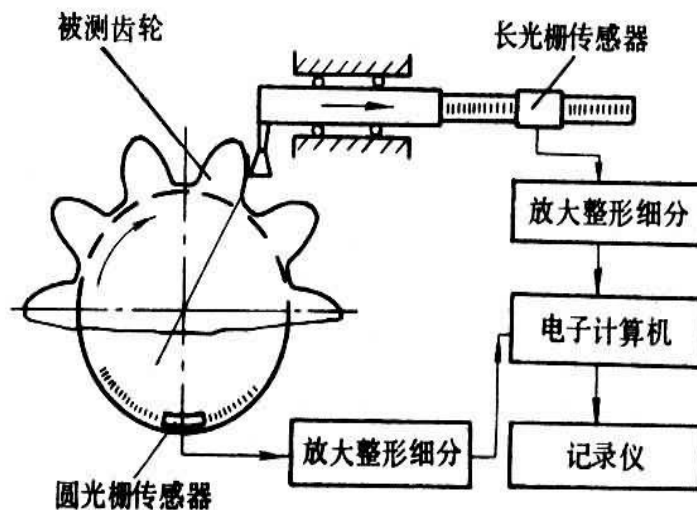 被测齿轮
长光栅传感器
放大整形细分
电子计算机
放大整形细分
记录仪
圆光栅传感器